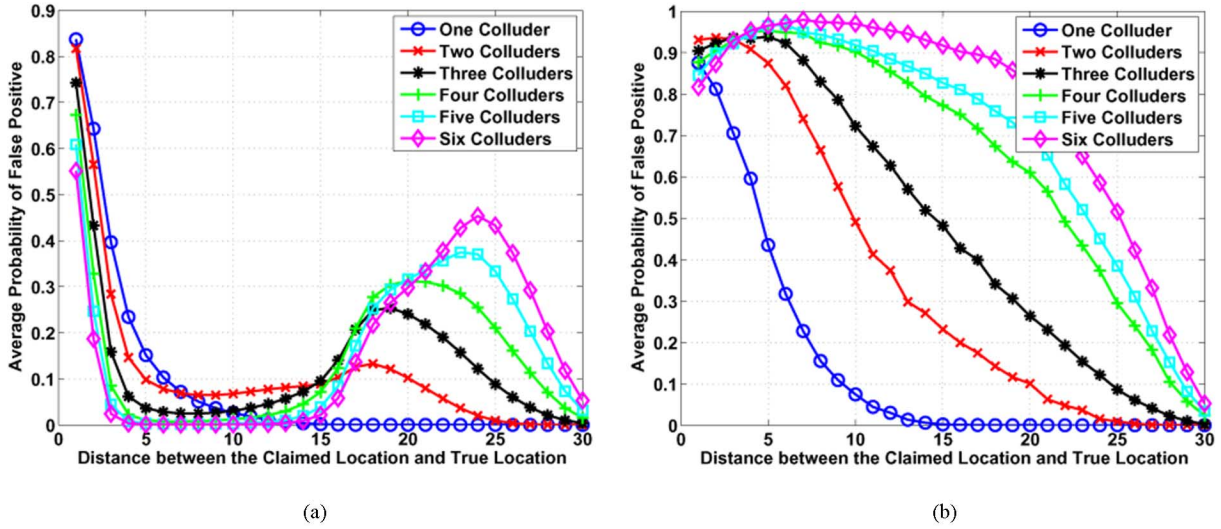 Average Probability of False Positive
0.9
0.8
0.7
0.6
0.5
0.4
0.3
0.2
0.1
0
0
5
10
15
20
25
30
Distance between the Claimed Location and True Location
One Colluder
Two Colluders
Three Colluders
Four Colluders
Five Colluders
Six Colluders
(a)
Average Probability of False Positive
1
0.9
0.8
0.7
0.6
0.5
0.4
0.3
0.2
0.1
0
0
5
10
15
20
25
30
Distance between the Claimed Location and True Location
One Colluder
Two Colluders
Three Colluders
Four Colluders
Five Colluders
Six Colluders
(b)